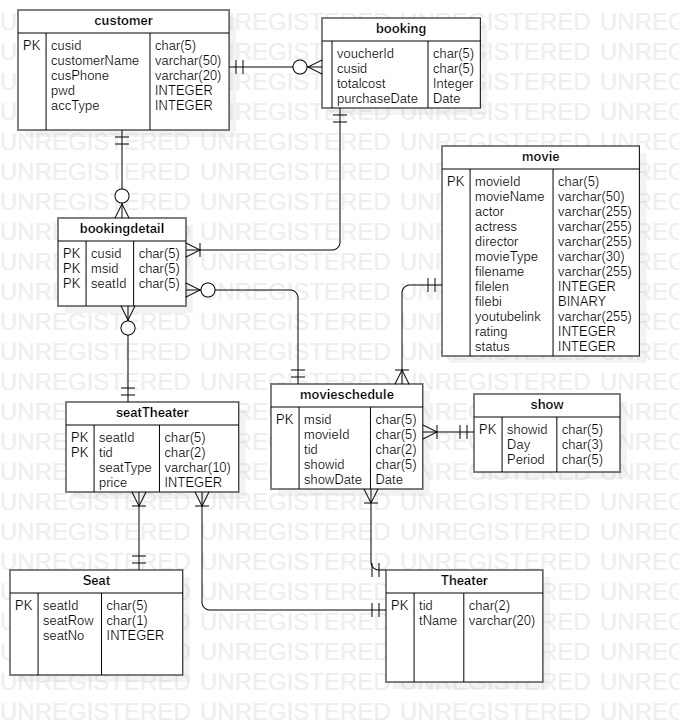 customer
PK cusid char(5)
customerName varchar(50)
cusPhone varchar(20)
pwd INTEGER
accType INTEGER
booking
voucherId char(5)
cusid char(5)
totalcost Integer
purchaseDate Date
movie
PK movieId char(5)
movieName varchar(50)
actor varchar(255)
actress varchar(255)
director varchar(255)
movieType varchar(30)
filename varchar(255)
filelen INTEGER
filebi BINARY
youtubelink varchar(255)
rating INTEGER
status INTEGER
bookingdetail
PK cusid char(5)
PK msid char(5)
PK seatId char(5)
seatTheater
PK seatId char(5)
PK tid char(2)
seatType varchar(10)
price INTEGER
movieschedule
PK msid char(5)
movieId char(5)
tid char(2)
showid char(5)
showDate Date
show
PK showid char(5)
Day char(3)
Period char(5)
Seat
PK seatId char(5)
seatRow char(1)
seatNo INTEGER
Theater
PK tid char(2)
tName varchar(20)
UNREGISTERED